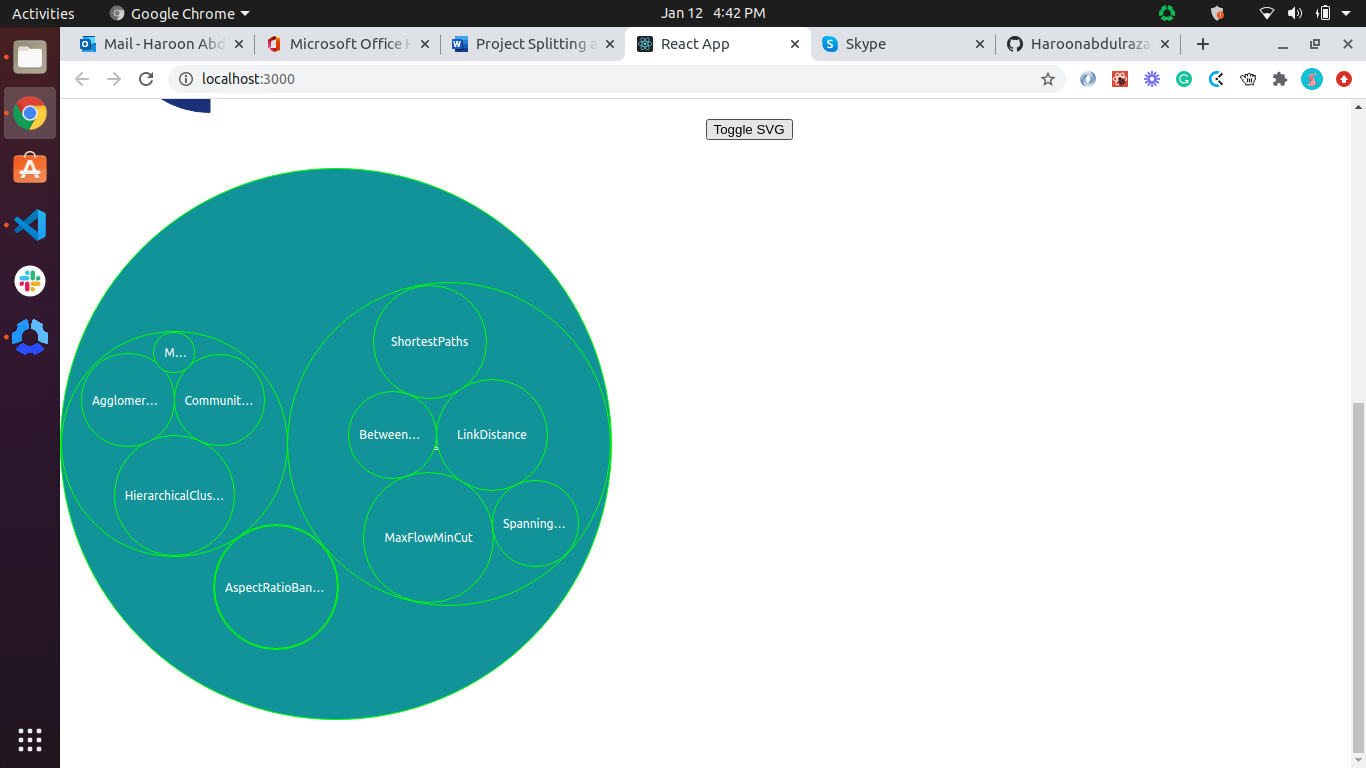 Activities
Google Chrome
Jan 12 4:42 PM
Mail - Haroon Abd
Microsoft Office H
Project Splitting a
React App
Skype
Haroonabdulraza
localhost:3000
Toggle SVG
ShortestPaths
M...
Agglomer...
Communit...
Between...
LinkDistance
HierarchicalClus...
Spanning...
MaxFlowMinCut
AspectRatioBan...